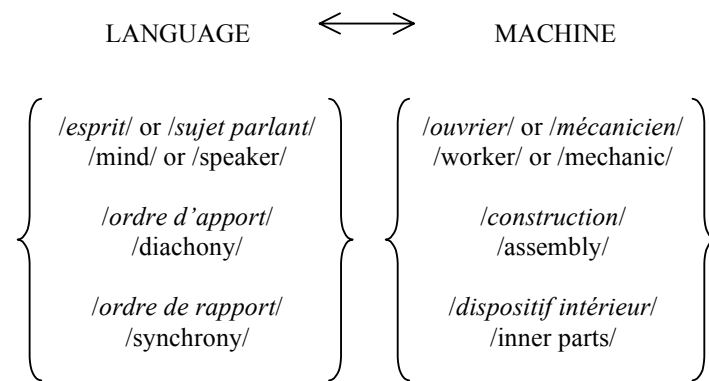 LANGUAGE
MACHINE
/esprit/ or /sujet parlant/
/mind/ or /speaker/
/ordre d'apport/
/diachony/
/ordre de rapport/
/synchrony/
/ouvrier/ or /mécanicien/
/worker/ or /mechanic/
/construction/
/assembly/
/dispositif intérieur/
/inner parts/